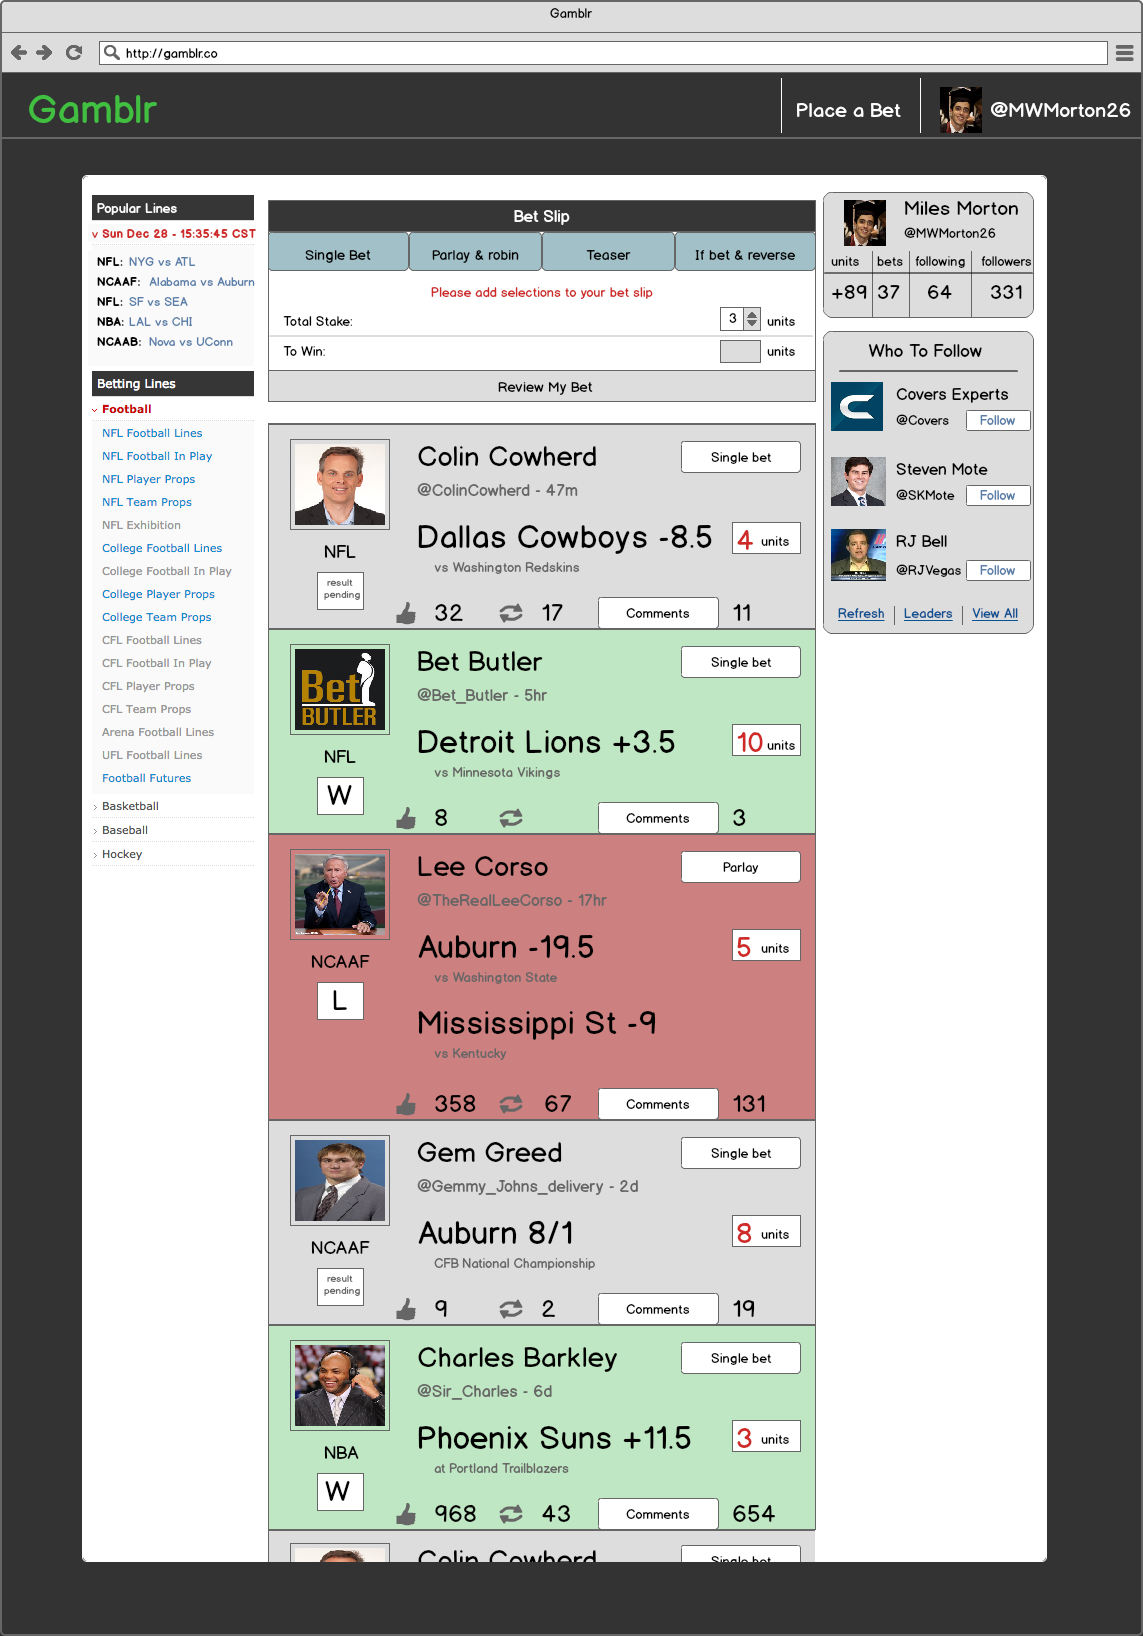 Gamblr
http://gamblr.co
Gamblr
Place a Bet
@MWMorton26
Popular Lines
v Sun Dec 28 - 15:35:45 CST
NFL: NYG vs ATL
NCAAF: Alabama vs Auburn
NFL: SF vs SEA
NBA: LAL vs CHI
NCAAB: Nova vs UConn
Betting Lines
Football
NFL Football Lines
NFL Football In Play
NFL Player Props
NFL Team Props
NFL Exhibition
College Football Lines
College Football In Play
College Player Props
College Team Props
CFL Football Lines
CFL Football In Play
CFL Player Props
CFL Team Props
Arena Football Lines
UFL Football Lines
Football Futures
Basketball
Baseball
Hockey
Bet Slip
Single Bet
Parlay & robin
Teaser
If bet & reverse
Please add selections to your bet slip
Total Stake: 3 units
To Win: units
Review My Bet
Colin Cowherd
Single bet
@ColinCowherd - 47m
Dallas Cowboys -8.5
4 units
vs Washington Redskins
NFL
result
pending
32 17 Comments 11
Bet Butler
Single bet
@Bet_Butler - 5hr
Bet
BUTLER
Detroit Lions +3.5
10 units
vs Minnesota Vikings
NFL
W
8 Comments 3
Lee Corso
Parlay
@TheRealLeeCorso - 17hr
Auburn -19.5
5 units
vs Washington State
NCAAF
L
Mississippi St -9
vs Kentucky
358 67 Comments 131
Gem Greed
Single bet
@Gemmy_Johns_delivery - 2d
Auburn 8/1
8 units
CFB National Championship
NCAAF
result
pending
9 2 Comments 19
Charles Barkley
Single bet
@Sir_Charles - 6d
Phoenix Suns +11.5
3 units
at Portland Trailblazers
NBA
W
968 43 Comments 654
Colin Cowherd
Single bet
Miles Morton
@MWMorton26
units bets following followers
+89 37 64 331
Who To Follow
Covers Experts
@Covers Follow
Steven Mote
@SKMote Follow
RJ Bell
@RJVegas Follow
Refresh Leaders View All